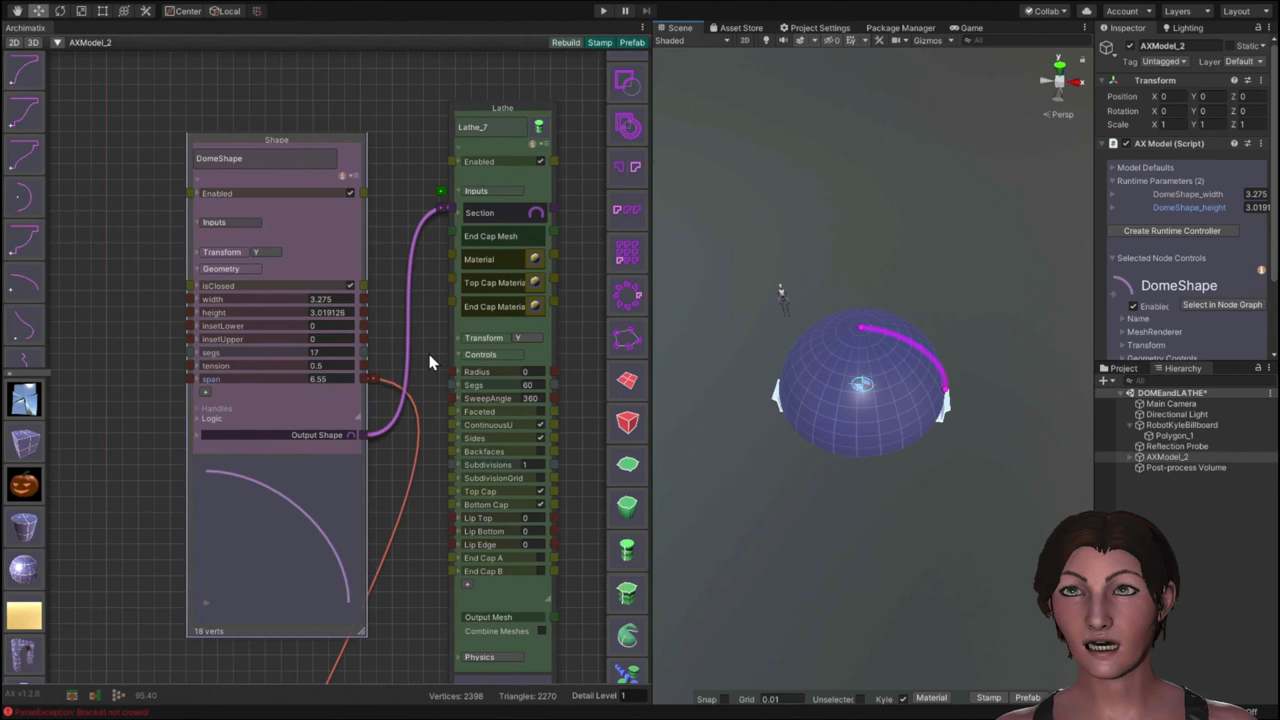 Center
Local
Collab
Account
Layers
Layout
Archimatix
Scene
Asset Store
Project Settings
Package Manager
Game
Inspector
Lighting
2D 3D AXModel_2 Rebuild Stamp Prefab
Shaded 2D 0 Gizmos All
AXModel_2 Static
Tag Untagged Layer Default
Transform
Position X 0 Y 0 Z 0
Rotation X 0 Y 0 Z 0
Scale X 1 Y 1 Z 1
AX Model (Script)
Model Defaults
Runtime Parameters (2)
DomeShape_width 3.275
DomeShape_height 3.0191
Create Runtime Controller
Selected Node Controls
DomeShape
Enabled Select in Node Graph
Name
MeshRenderer
Transform
Geometry Controls
Project Hierarchy
All
DOMEandLATHE*
Main Camera
Directional Light
RobotKyleBillboard
Polygon_1
Reflection Probe
AXModel_2
Post-process Volume
Shape
DomeShape
Enabled
Inputs
Transform Y
Geometry
isClosed
width 3.275
height 3.019126
insetLower 0
insetUpper 0
segs 17
tension 0.5
span 6.55
+
Handles
Logic
Output Shape
18 verts
Lathe
Lathe_7
Enabled
Inputs
Section
End Cap Mesh
Material
Top Cap Materia
End Cap Materia
Transform Y
Controls
Radius 0
Segs 60
SweepAngle 360
Faceted
ContinuousU
Sides
Backfaces
Subdivisions 1
SubdivisionGrid
Top Cap
Bottom Cap
Lip Top 0
Lip Bottom 0
Lip Edge 0
End Cap A
End Cap B
+
Output Mesh
Combine Meshes
Physics
y
x
Persp
AX v1.2.8 95.40 Vertices: 2398 Triangles: 2270 Detail Level 1
Snap Grid 0.01 Unselected Kyle Material Stamp Prefab
ParseException: Bracket not closed!
Off